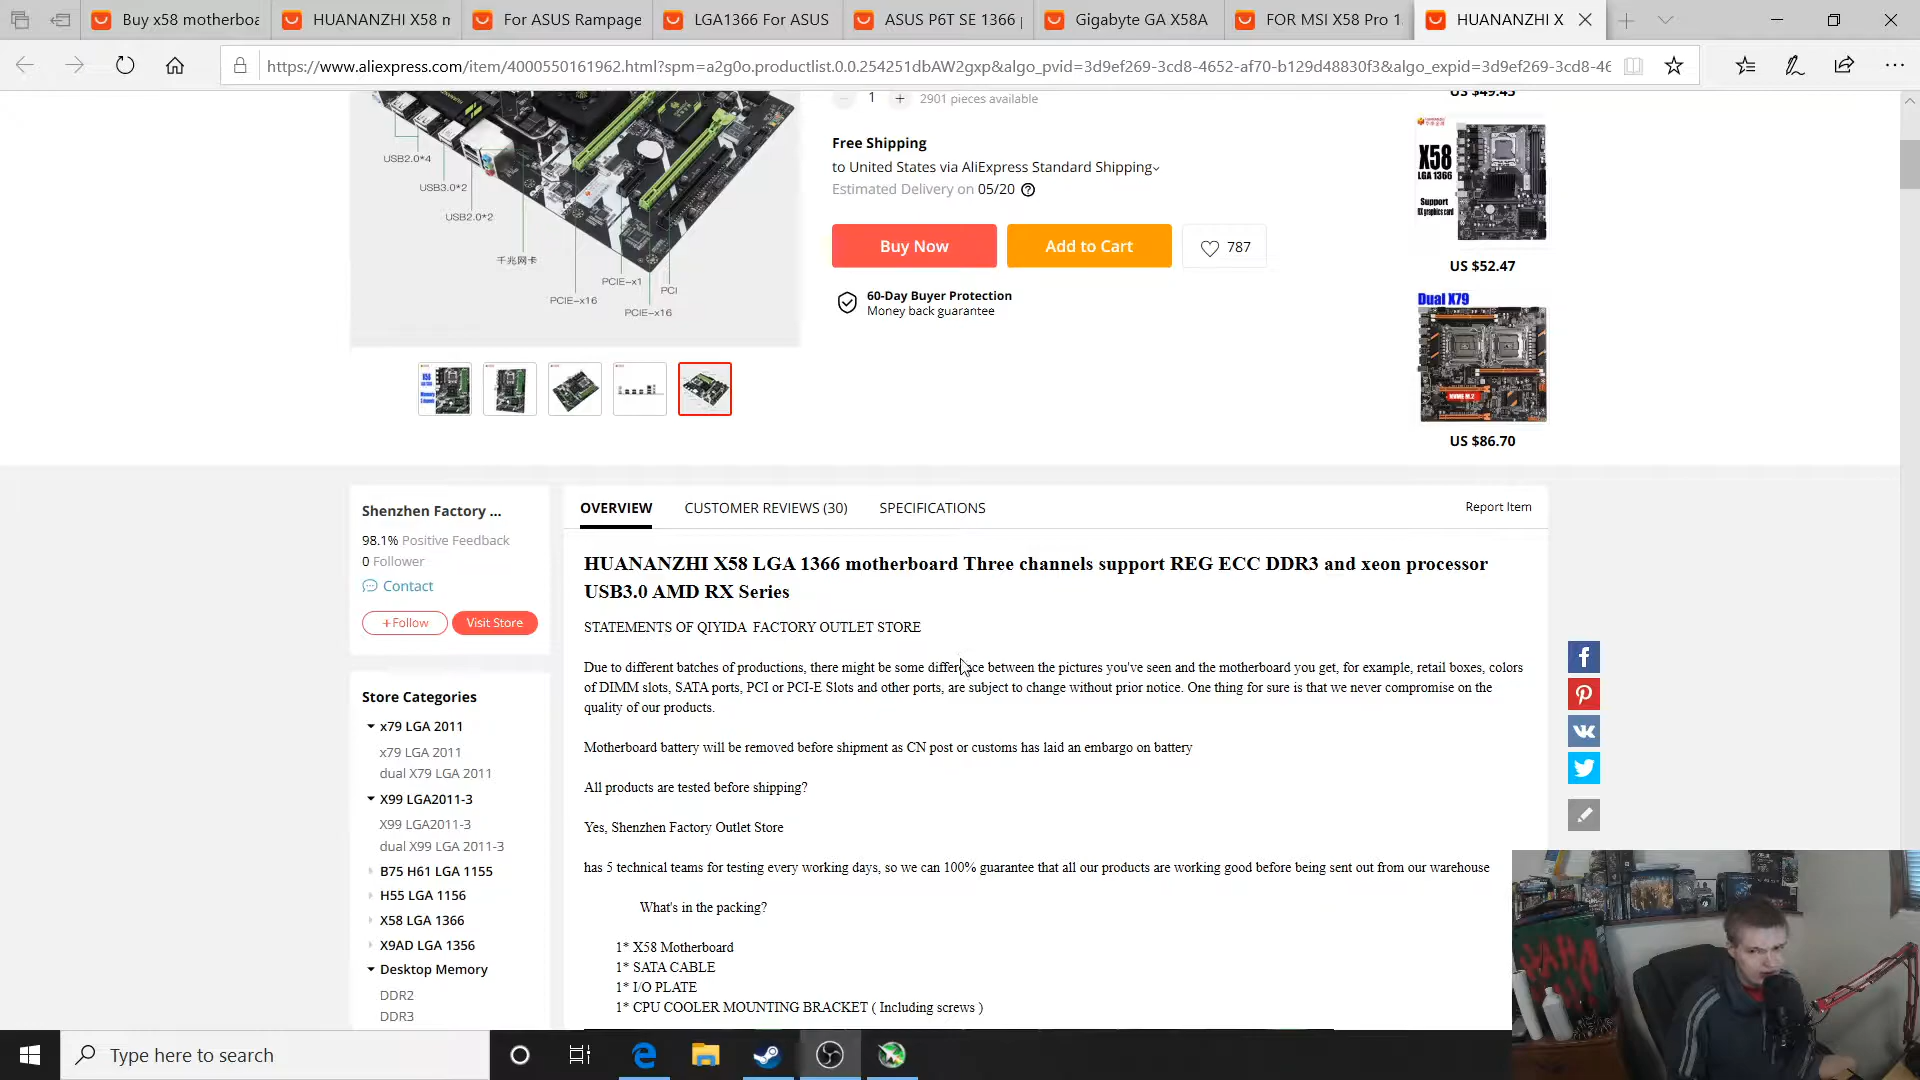 Buy x58 motherboa
HUANANZHI X58 m
For ASUS Rampage
LGA1366 For ASUS
ASUS P6T SE 1366
Gigabyte GA X58A
FOR MSI X58 Pro 1
HUANANZHI X
https://www.aliexpress.com/item/4000550161962.html?spm=a2g0o.productlist.0.0.254251dbAW2gxp&algo_pvid=3d9ef269-3cd8-4652-af70-b129d48830f3&algo_expid=3d9ef269-3cd8-4
USB2.0*4
USB3.0*2
USB2.0*2
千兆网卡
PCIE-x1
PCI
PCIE-x16
PCIE-x16
1
2901 pieces available
Free Shipping
to United States via AliExpress Standard Shipping
Estimated Delivery on 05/20
Buy Now
Add to Cart
787
60-Day Buyer Protection
Money back guarantee
US $49.45
X58
LGA 1366
Support
RX graphics card
US $52.47
Dual X79
NVME M.2
US $86.70
Shenzhen Factory ...
98.1% Positive Feedback
0 Follower
Contact
+ Follow
Visit Store
Store Categories
x79 LGA 2011
x79 LGA 2011
dual X79 LGA 2011
X99 LGA2011-3
X99 LGA2011-3
dual X99 LGA 2011-3
B75 H61 LGA 1155
H55 LGA 1156
X58 LGA 1366
X9AD LGA 1356
Desktop Memory
DDR2
DDR3
OVERVIEW
CUSTOMER REVIEWS (30)
SPECIFICATIONS
Report Item
HUANANZHI X58 LGA 1366 motherboard Three channels support REG ECC DDR3 and xeon processor
USB3.0 AMD RX Series
STATEMENTS OF QIYIDA FACTORY OUTLET STORE
Due to different batches of productions, there might be some difference between the pictures you've seen and the motherboard you get, for example, retail boxes, colors
of DIMM slots, SATA ports, PCI or PCI-E Slots and other ports, are subject to change without prior notice. One thing for sure is that we never compromise on the
quality of our products.
Motherboard battery will be removed before shipment as CN post or customs has laid an embargo on battery
All products are tested before shipping?
Yes, Shenzhen Factory Outlet Store
has 5 technical teams for testing every working days, so we can 100% guarantee that all our products are working good before being sent out from our warehouse
What's in the packing?
1* X58 Motherboard
1* SATA CABLE
1* I/O PLATE
1* CPU COOLER MOUNTING BRACKET ( Including screws )
Type here to search